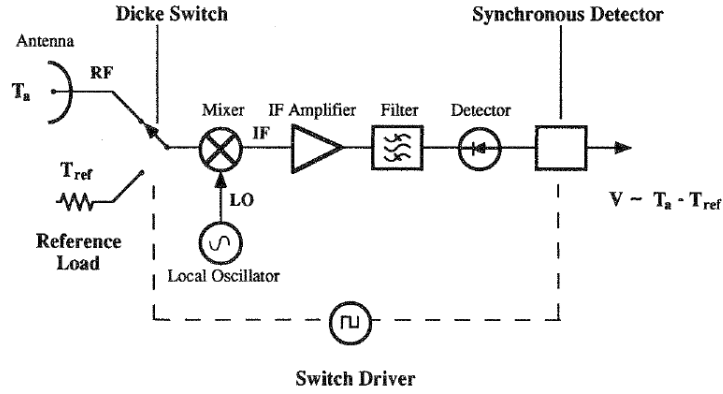 Dicke Switch
Synchronous Detector
Antenna
RF
Mixer
IF Amplifier
Filter
Detector
Ta
IF
Tref
LO
V ~ Ta - Tref
Reference
Load
Local Oscillator
Switch Driver